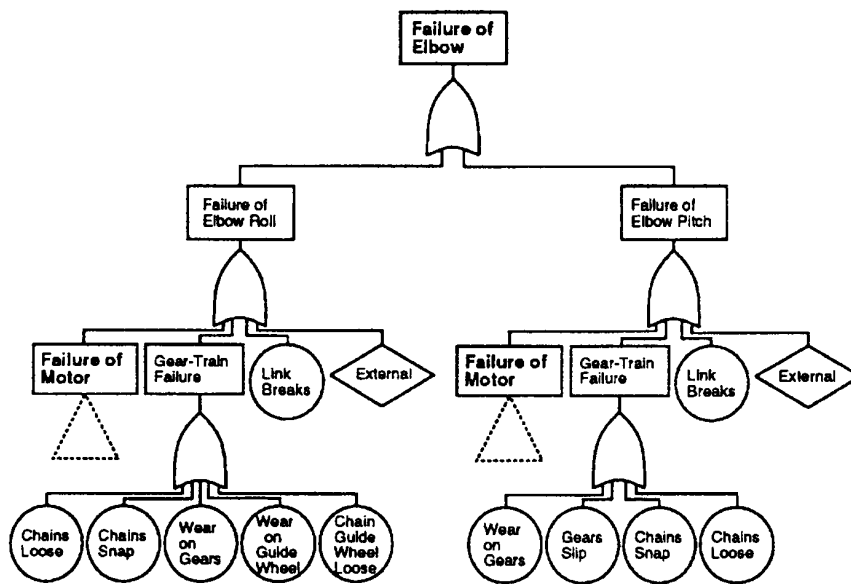 Failure of
Elbow
Failure of
Elbow Roll
Failure of
Elbow Pitch
Failure of
Motor
Gear-Train
Failure
Link
Breaks
External
Failure of
Motor
Gear-Train
Failure
Link
Breaks
External
Chains
Loose
Chains
Snap
Wear
on
Gears
Wear
on
Guide
Wheel
Chain
Guide
Wheel
Loose
Wear
on
Gears
Gears
Slip
Chains
Snap
Chains
Loose